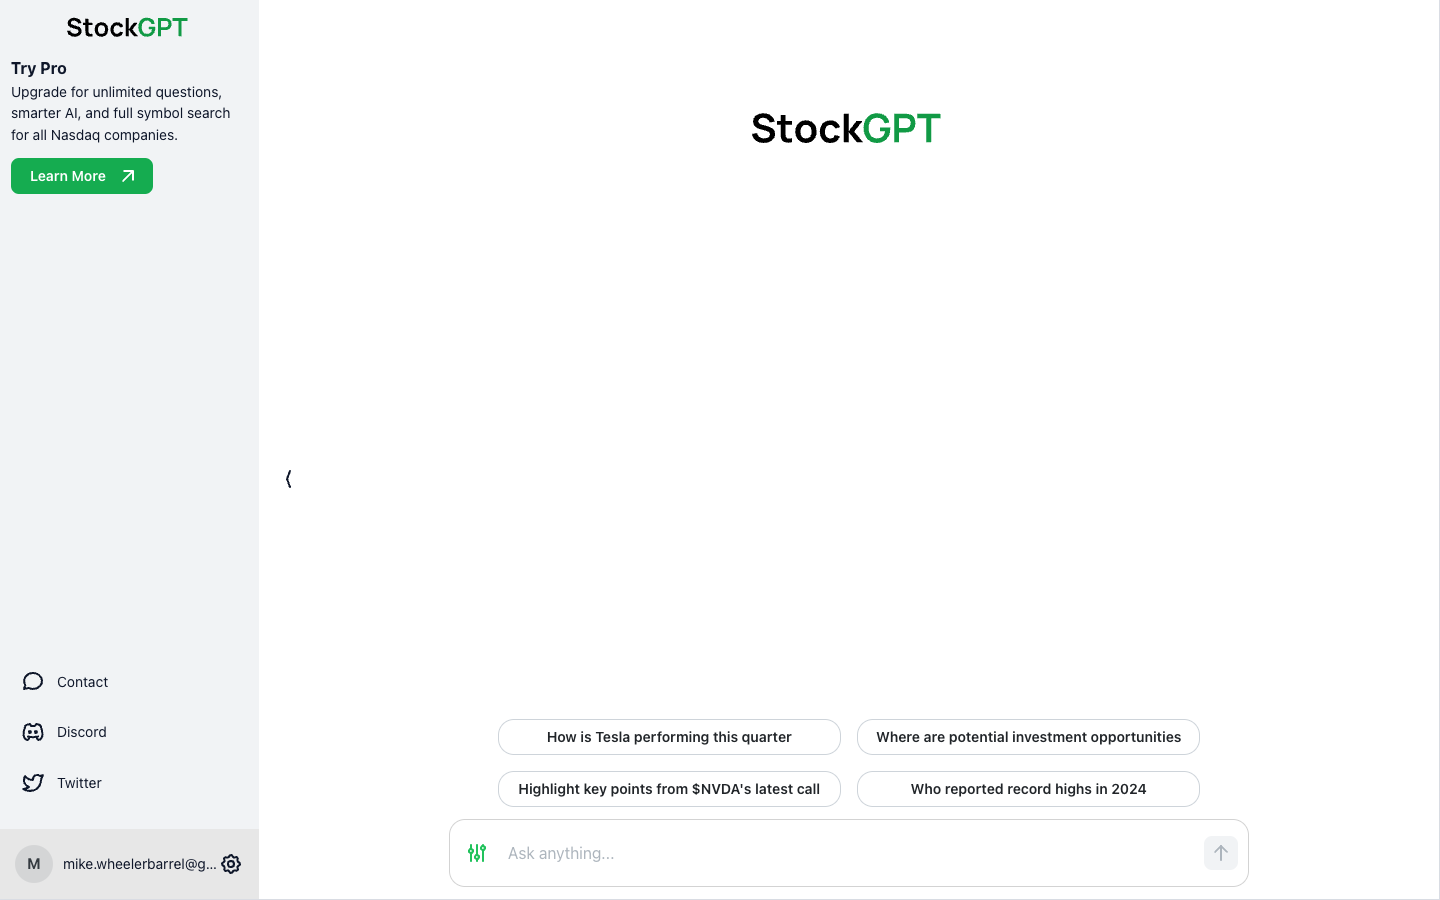 StockGPT
Try Pro
Upgrade for unlimited questions,
smarter AI, and full symbol search
for all Nasdaq companies.
Learn More
StockGPT
Contact
Discord
Twitter
M
mike.wheelerbarrel@g...
How is Tesla performing this quarter
Where are potential investment opportunities
Highlight key points from $NVDA's latest call
Who reported record highs in 2024
Ask anything...